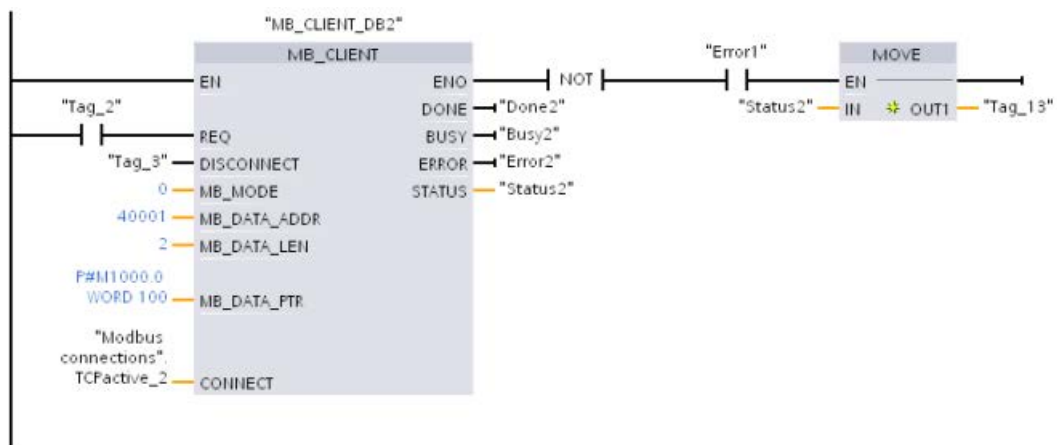 "MB_CLIENT_DB2"
MB_CLIENT
EN
ENO
NOT
"Error1"
MOVE
EN
"Status2"
IN
OUT1
"Tag_13"
DONE
"Done2"
"Tag_2"
REQ
BUSY
"Busy2"
"Tag_3"
DISCONNECT
ERROR
"Error2"
0
MB_MODE
STATUS
"Status2"
40001
MB_DATA_ADDR
2
MB_DATA_LEN
P#M1000.0
WORD 100
MB_DATA_PTR
"Modbus
connections".
TCPactive_2
CONNECT